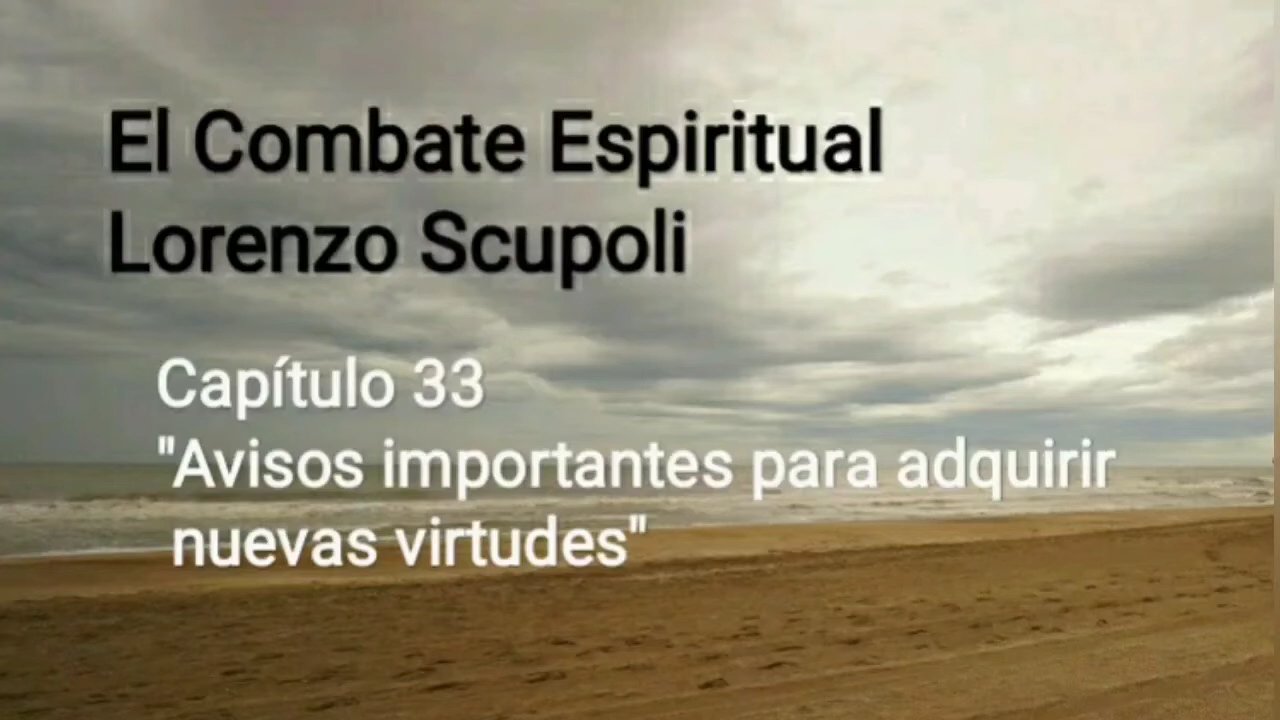 El Combate Espiritual
Lorenzo Scupoli
Capítulo 33
"Avisos importantes para adquirir
nuevas virtudes"